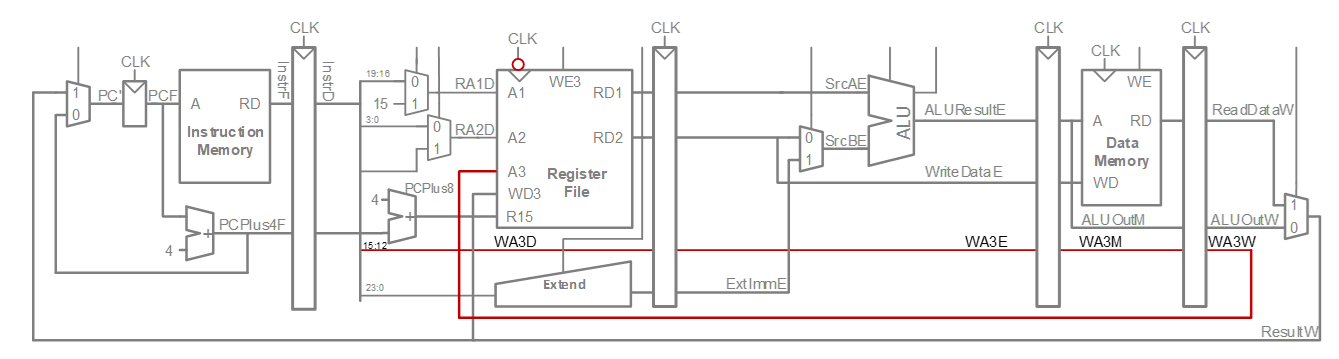 CLK
CLK
CLK
CLK
CLK
CLK
CLK
1
0
PC'
PCF
A
RD
Instruction
Memory
InstrF
InstrD
19:16
0
15
1
RA1D
3:0
0
1
RA2D
A1
WE3
RD1
A2
RD2
A3
Register
File
WD3
R15
PCPlus8
4
+
4
+
PCPlus4F
15:12
WA3D
23:0
Extend
ExtImmE
SrcAE
0
1
SrcBE
ALU
ALUResultE
WriteDataE
WA3E
WE
A
RD
Data
Memory
WD
ALUOutM
WA3M
ReadDataW
1
0
ALUOutW
WA3W
ResultW